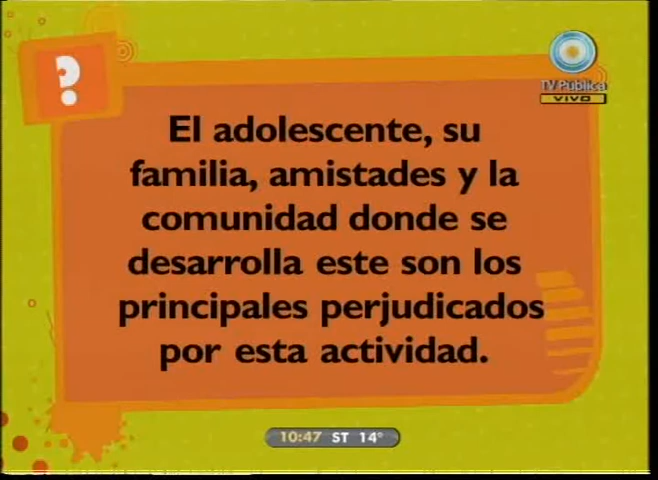 ?
TV Pública
VIVO
El adolescente, su
familia, amistades y la
comunidad donde se
desarrolla este son los
principales perjudicados
por esta actividad.
10:47 ST 14°